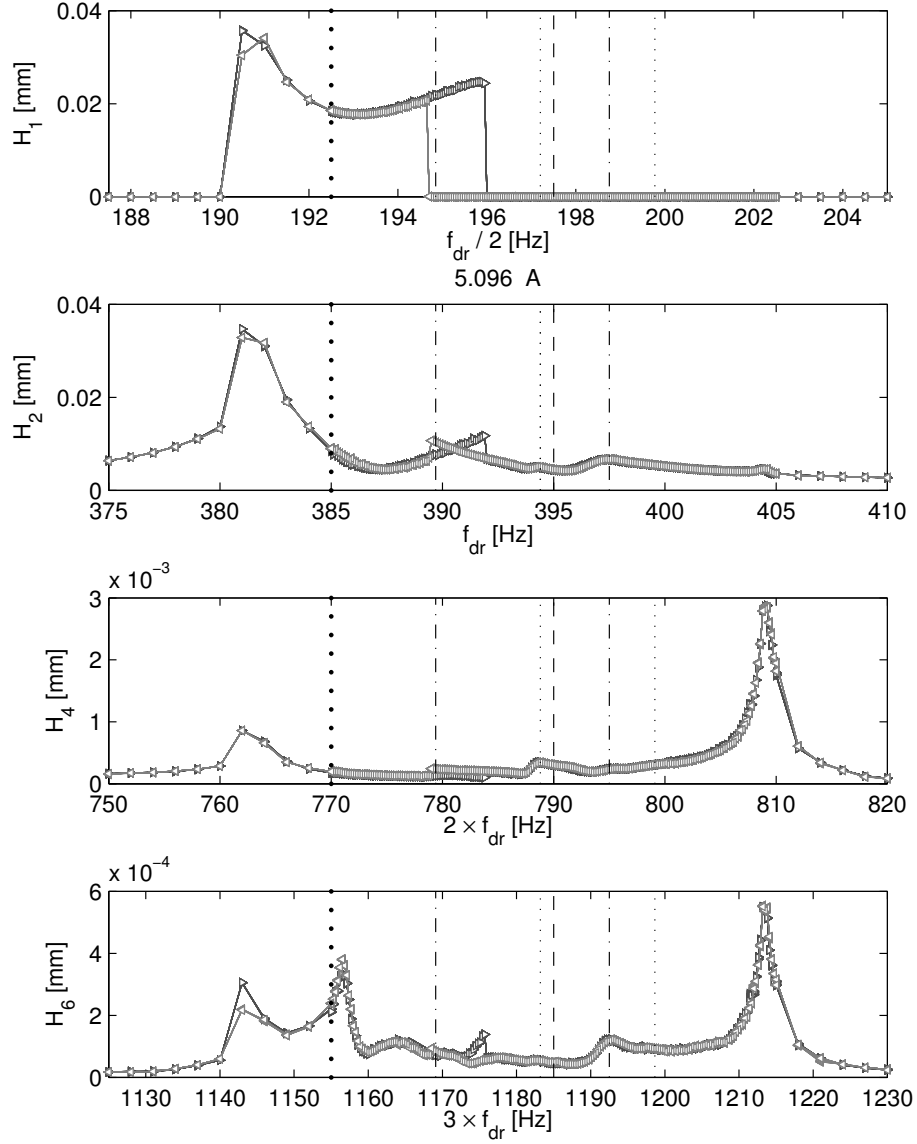 0.04
0.02
0
H1 [mm]
188 190 192 194 196 198 200 202 204
fdr / 2 [Hz]
5.096 A
0.04
0.02
0
H2 [mm]
375 380 385 390 395 400 405 410
fdr [Hz]
x 10−3
3
2
1
0
H4 [mm]
750 760 770 780 790 800 810 820
2 × fdr [Hz]
x 10−4
6
4
2
0
H6 [mm]
1130 1140 1150 1160 1170 1180 1190 1200 1210 1220 1230
3 × fdr [Hz]